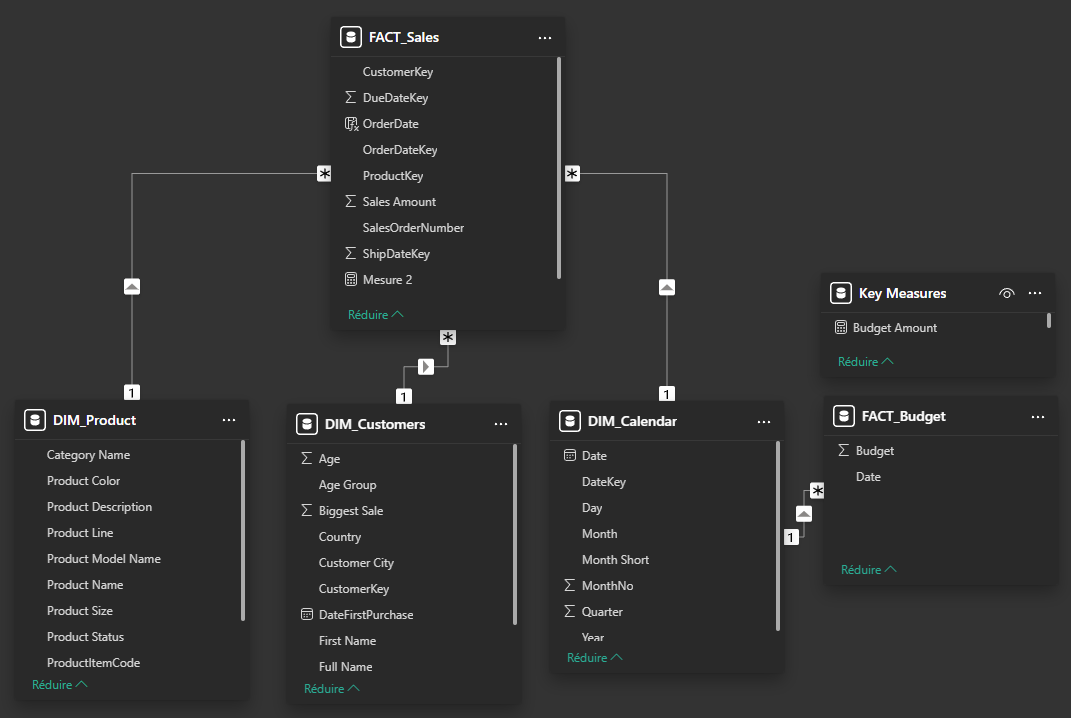 FACT_Sales
CustomerKey
DueDateKey
OrderDate
OrderDateKey
ProductKey
Sales Amount
SalesOrderNumber
ShipDateKey
Mesure 2
Réduire
*
*
*
1
1
1
DIM_Product
Category Name
Product Color
Product Description
Product Line
Product Model Name
Product Name
Product Size
Product Status
ProductItemCode
Réduire
DIM_Customers
Age
Age Group
Biggest Sale
Country
Customer City
CustomerKey
DateFirstPurchase
First Name
Full Name
Réduire
DIM_Calendar
Date
DateKey
Day
Month
Month Short
MonthNo
Quarter
Year
Réduire
*
1
Key Measures
Budget Amount
Réduire
FACT_Budget
Budget
Date
Réduire